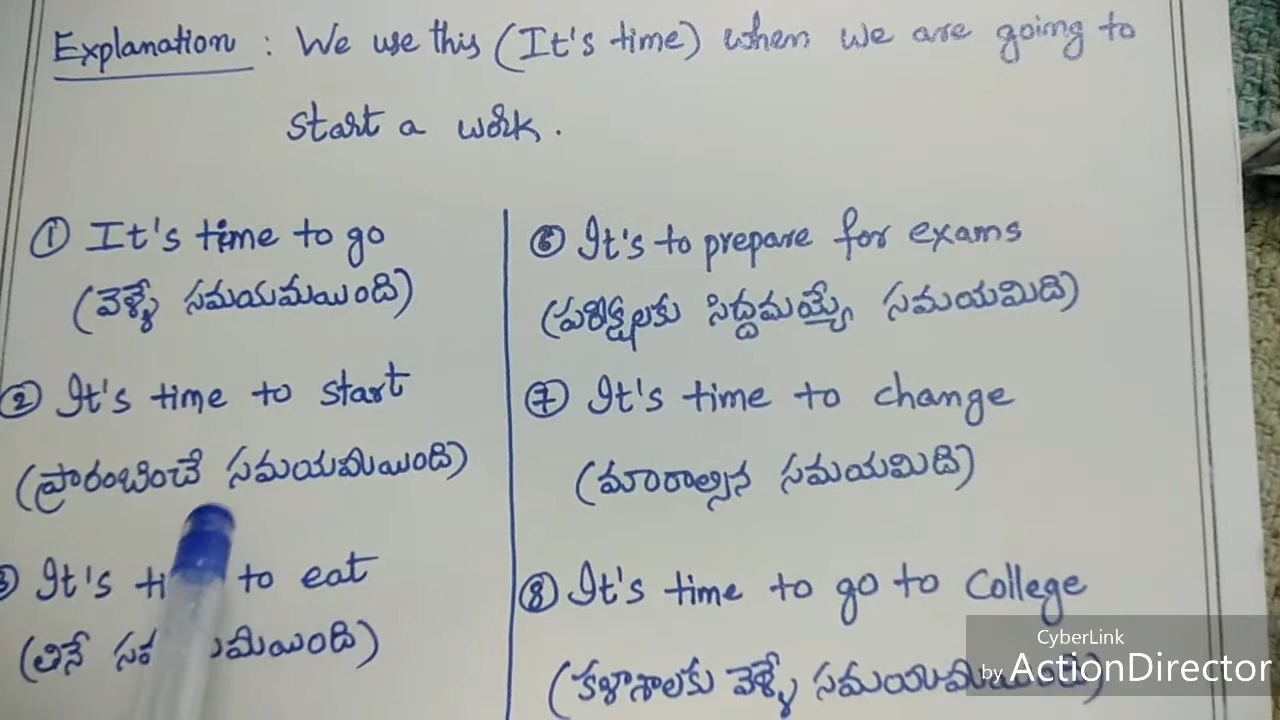 Explanation : We use this (It's time) when we are going to
start a work.
① It's time to go
(వెళ్ళే సమయమయింది)
② It's time to start
(ప్రారంబించే సమయమయింది)
It's to eat
(తినే
⑥ It's to prepare for exams
(పరీక్షలకు సిద్దమయ్యే సమయమిది)
⑦ It's time to change
(మారాల్సిన సమయమిది)
⑧ It's time to go to College
(కళాశాలకు వెళ్ళే
CyberLink
by ActionDirector